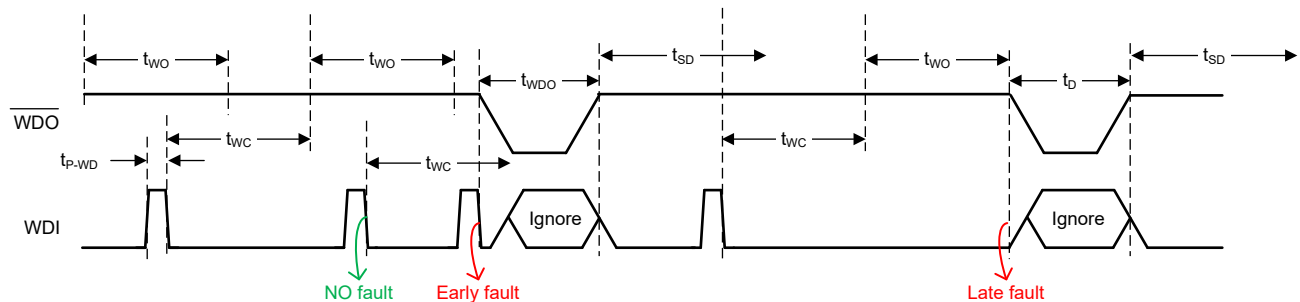 tWO
tWO
tWDO
tSD
tWO
tD
tSD
WDO
tWC
tWC
tWC
tP-WD
WDI
Ignore
Ignore
NO fault
Early fault
Late fault